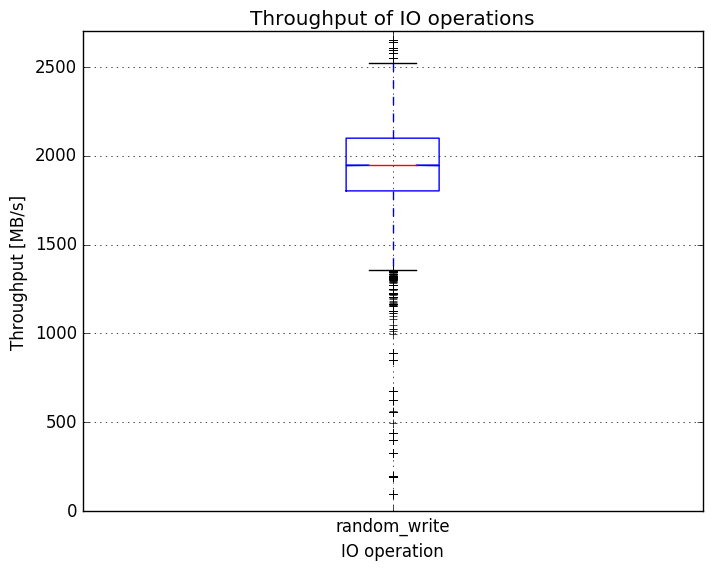 Throughput of IO operations
2500
2000
1500
1000
500
0
Throughput [MB/s]
random_write
IO operation